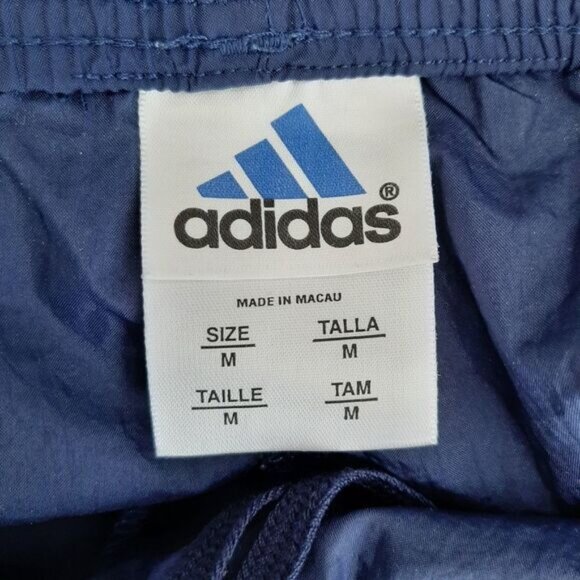 adidas®
MADE IN MACAU
SIZE TALLA
M M
TAILLE TAM
M M